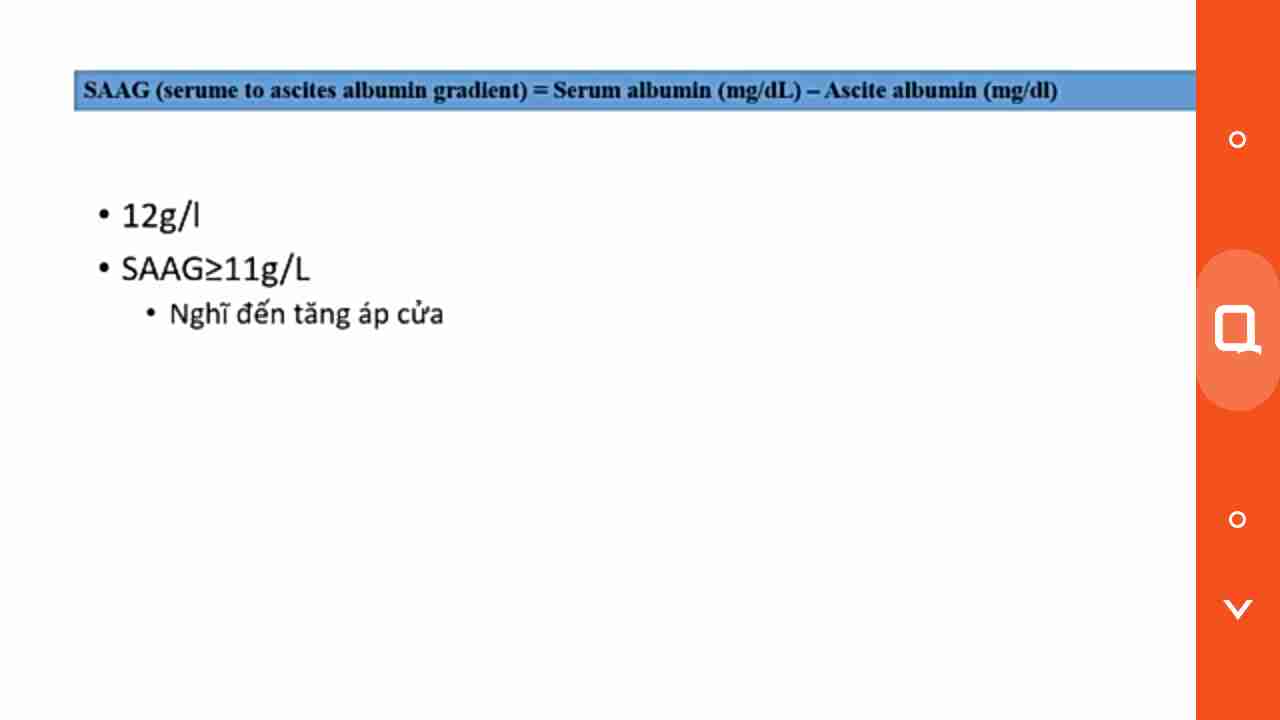 SAAG (serume to ascites albumin gradient) = Serum albumin (mg/dL) – Ascite albumin (mg/dl)
• 12g/l
• SAAG≥11g/L
• Nghĩ đến tăng áp cửa